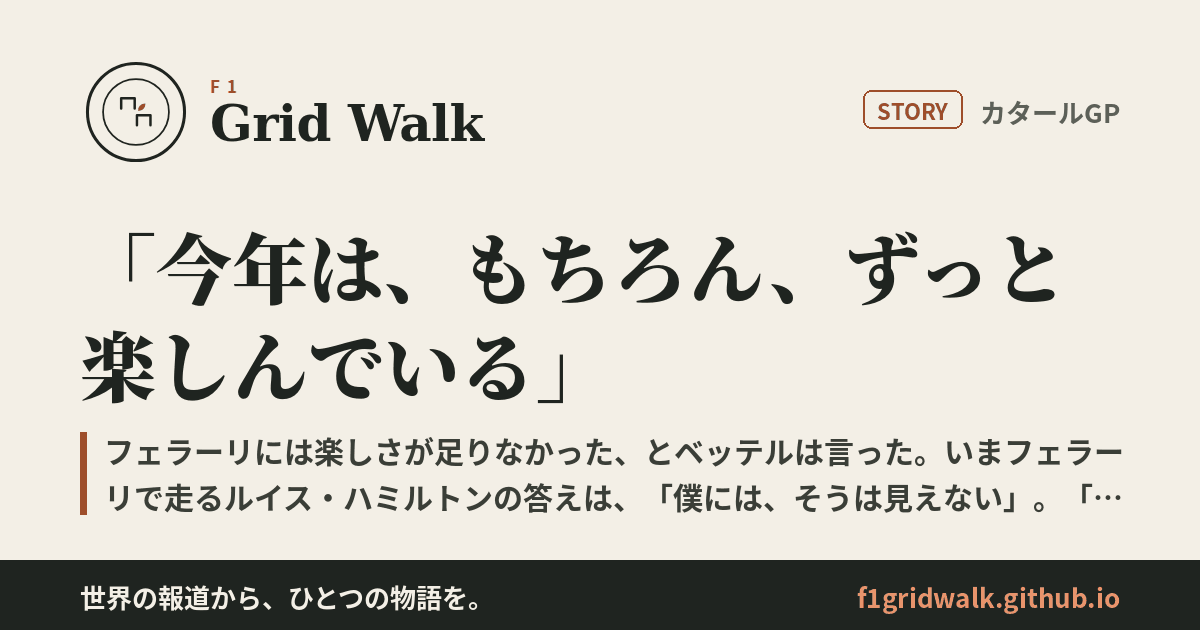 F1
Grid Walk
STORY カタールGP
「今年は、もちろん、ずっと
楽しんでいる」
フェラーリには楽しさが足りなかった、とベッテルは言った。いまフェラー
リで走るルイス・ハミルトンの答えは、「僕には、そうは見えない」。「…
世界の報道から、ひとつの物語を。
f1gridwalk.github.io